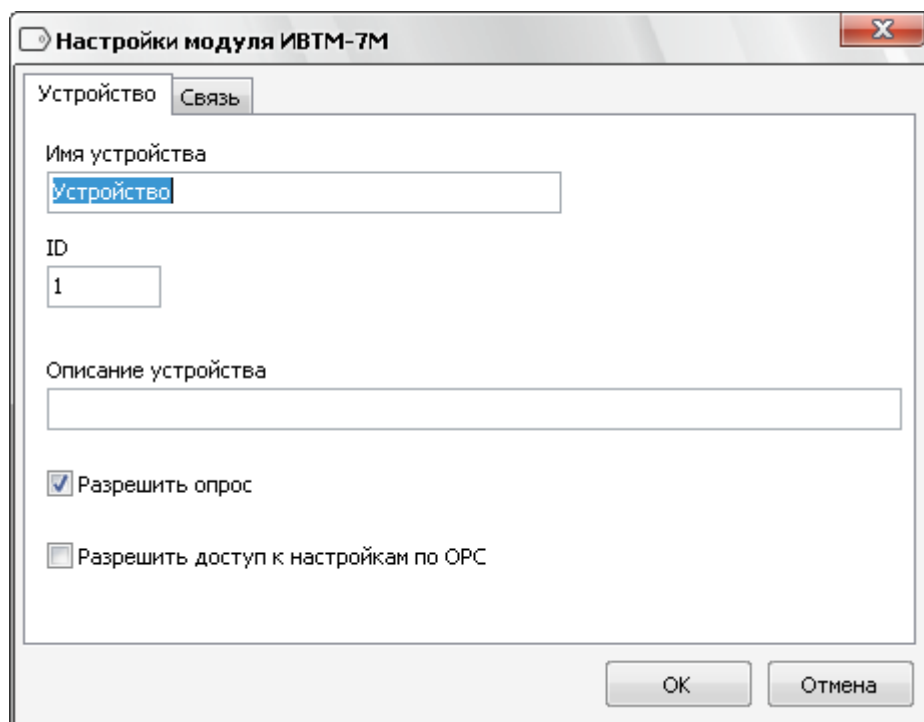 Настройки модуля ИВТМ-7М
Устройство
Связь
Имя устройства
Устройство
ID
1
Описание устройства
Разрешить опрос
Разрешить доступ к настройкам по OPC
OK
Отмена